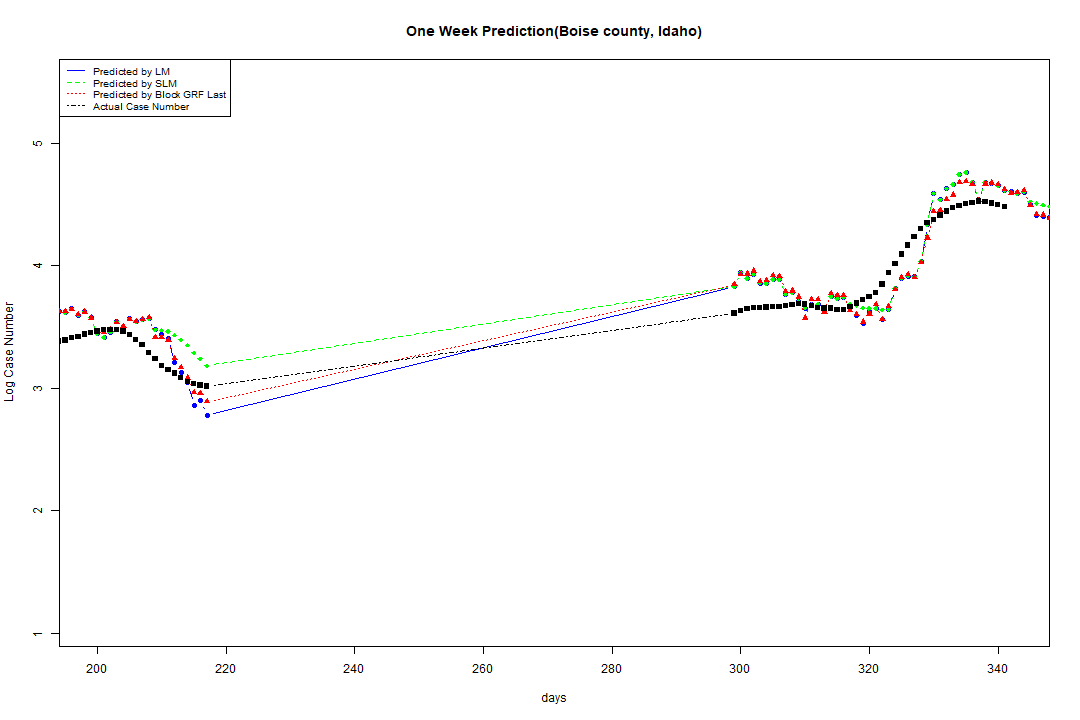 One Week Prediction(Boise county, Idaho)
Predicted by LM
Predicted by SLM
Predicted by Block GRF Last
Actual Case Number
5
4
3
2
1
Log Case Number
200 220 240 260 280 300 320 340
days